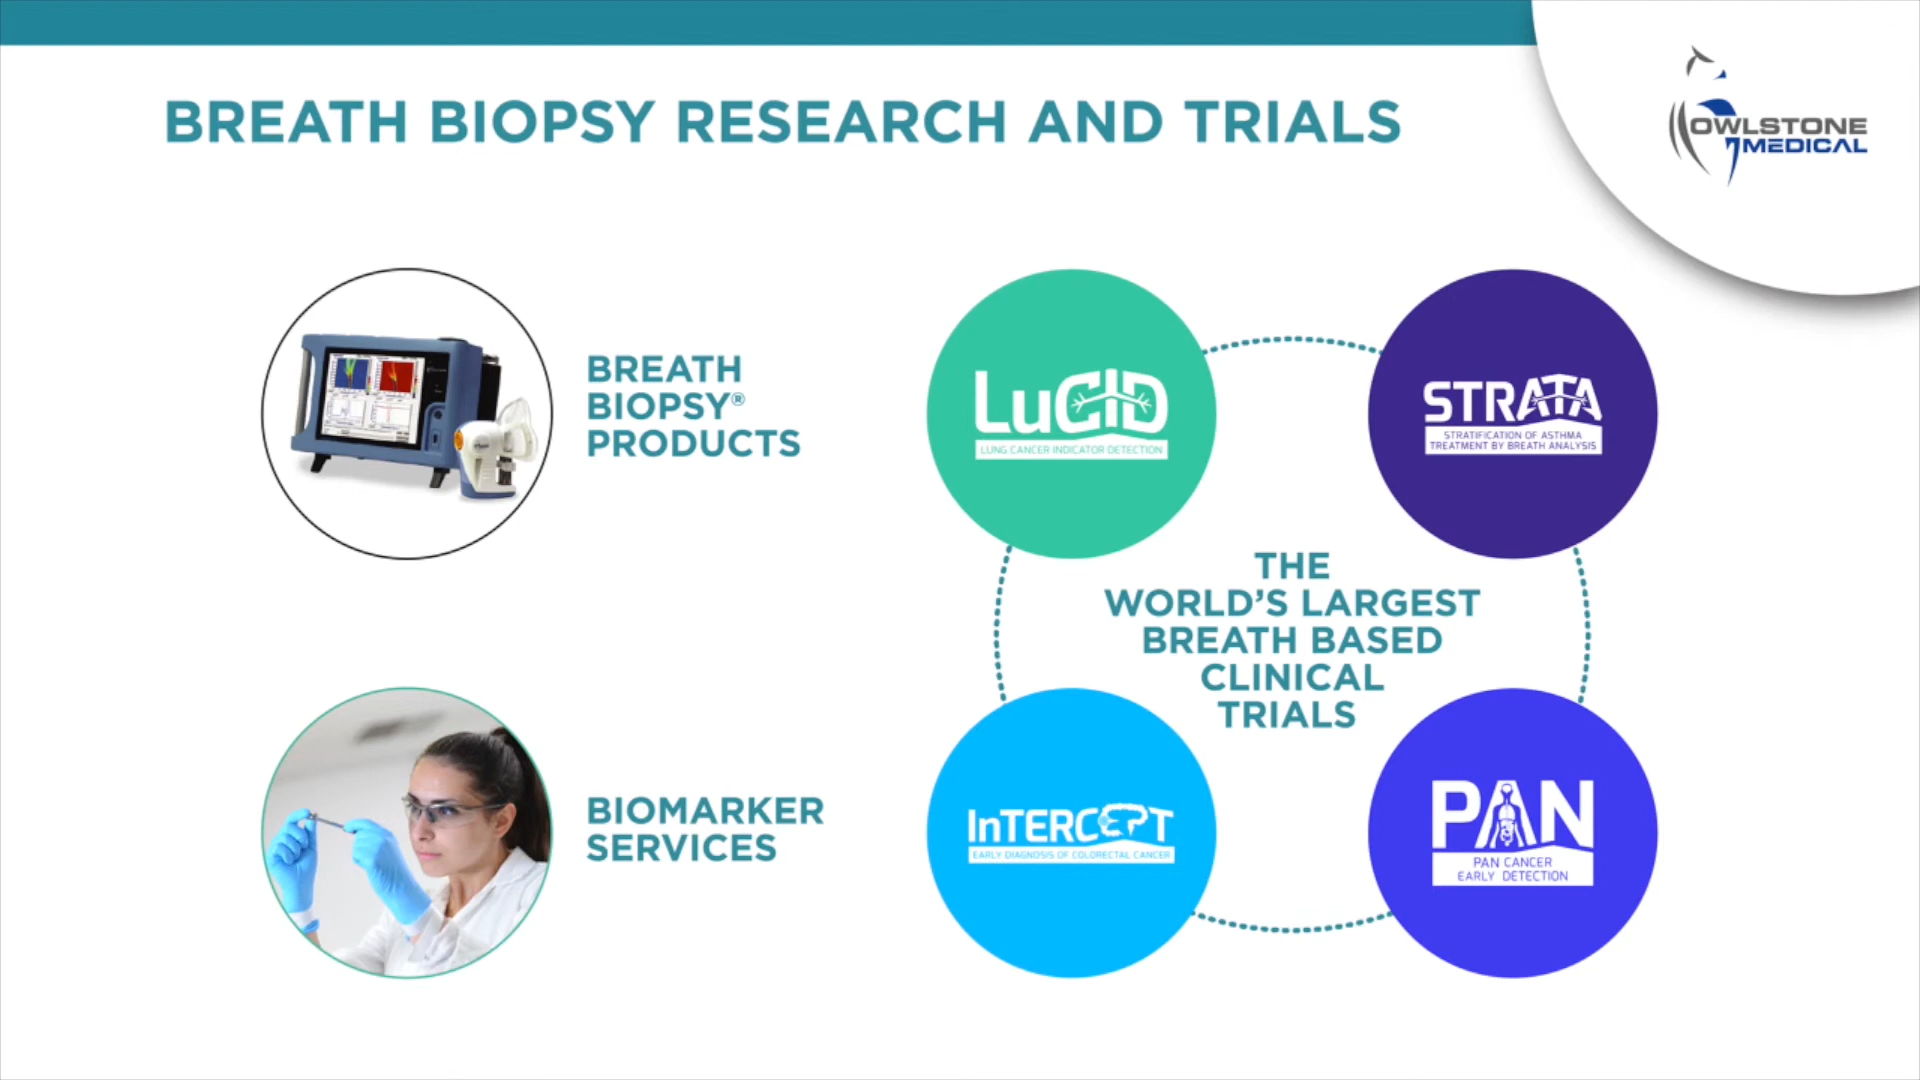 BREATH BIOPSY RESEARCH AND TRIALS
OWLSTONE
MEDICAL
BREATH
BIOPSY®
PRODUCTS
BIOMARKER
SERVICES
LuCID
LUNG CANCER INDICATOR DETECTION
STRATA
STRATIFICATION OF ASTHMA
TREATMENT BY BREATH ANALYSIS
THE
WORLD'S LARGEST
BREATH BASED
CLINICAL
TRIALS
InTERCEPT
EARLY DIAGNOSIS OF COLORECTAL CANCER
PAN
PAN CANCER
EARLY DETECTION